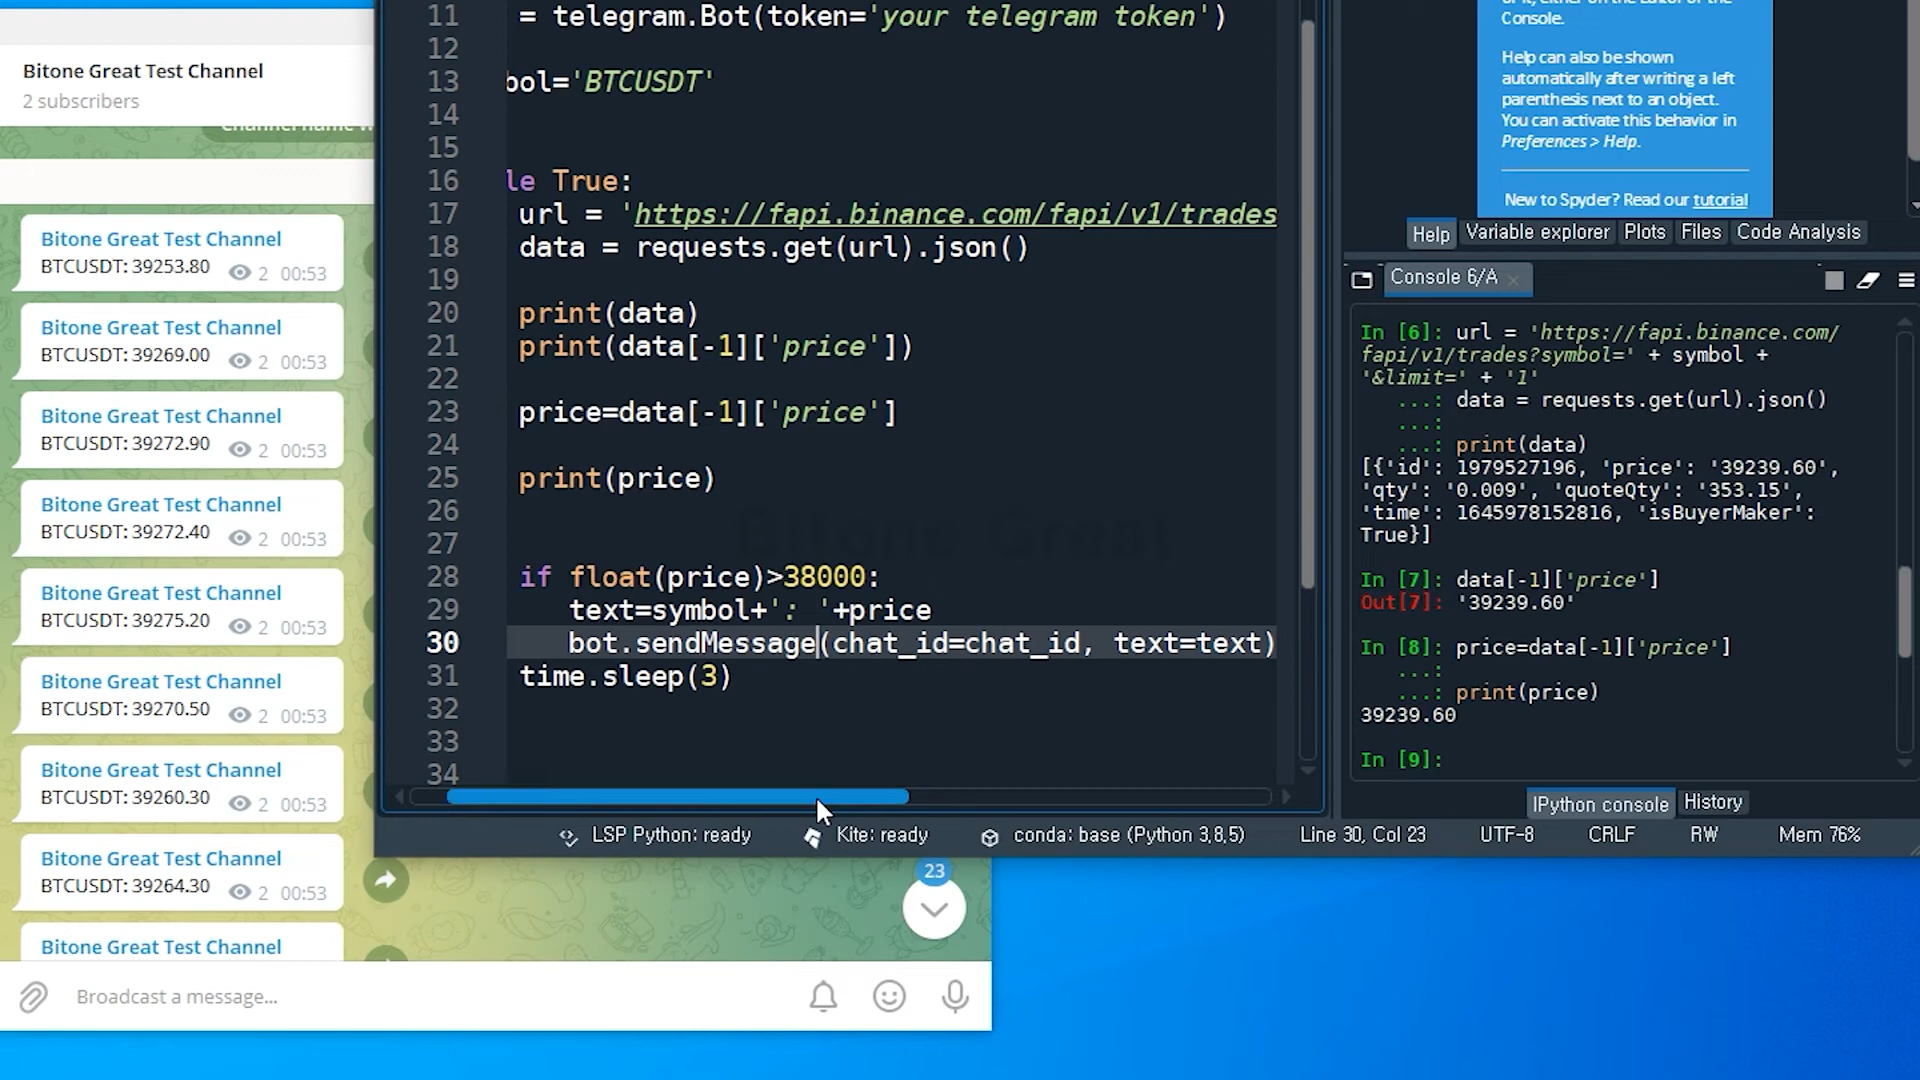 Bitone Great Test Channel
2 subscribers
Channel name w
Bitone Great Test Channel
BTCUSDT: 39253.80 2 00:53
Bitone Great Test Channel
BTCUSDT: 39269.00 2 00:53
Bitone Great Test Channel
BTCUSDT: 39272.90 2 00:53
Bitone Great Test Channel
BTCUSDT: 39272.40 2 00:53
Bitone Great Test Channel
BTCUSDT: 39275.20 2 00:53
Bitone Great Test Channel
BTCUSDT: 39270.50 2 00:53
Bitone Great Test Channel
BTCUSDT: 39260.30 2 00:53
Bitone Great Test Channel
BTCUSDT: 39264.30 2 00:53
Bitone Great Test Channel
23
Broadcast a message...
11 = telegram.Bot(token='your telegram token')
12
13 bol='BTCUSDT'
14
15
16 le True:
17 url = 'https://fapi.binance.com/fapi/v1/trades
18 data = requests.get(url).json()
19
20 print(data)
21 print(data[-1]['price'])
22
23 price=data[-1]['price']
24
25 print(price)
26
27
28 if float(price)>38000:
29 text=symbol+': '+price
30 bot.sendMessage(chat_id=chat_id, text=text)
31 time.sleep(3)
32
33
34
Bitone Great
Console.
Help can also be shown
automatically after writing a left
parenthesis next to an object.
You can activate this behavior in
Preferences > Help.
New to Spyder? Read our tutorial
Help Variable explorer Plots Files Code Analysis
Console 6/A
In [6]: url = 'https://fapi.binance.com/
fapi/v1/trades?symbol=' + symbol +
'&limit=' + '1'
...: data = requests.get(url).json()
...:
...: print(data)
[{'id': 1979527196, 'price': '39239.60',
'qty': '0.009', 'quoteQty': '353.15',
'time': 1645978152816, 'isBuyerMaker':
True}]
In [7]: data[-1]['price']
Out[7]: '39239.60'
In [8]: price=data[-1]['price']
...:
...: print(price)
39239.60
In [9]:
IPython console History
LSP Python: ready Kite: ready conda: base (Python 3.8.5) Line 30, Col 23 UTF-8 CRLF RW Mem 76%